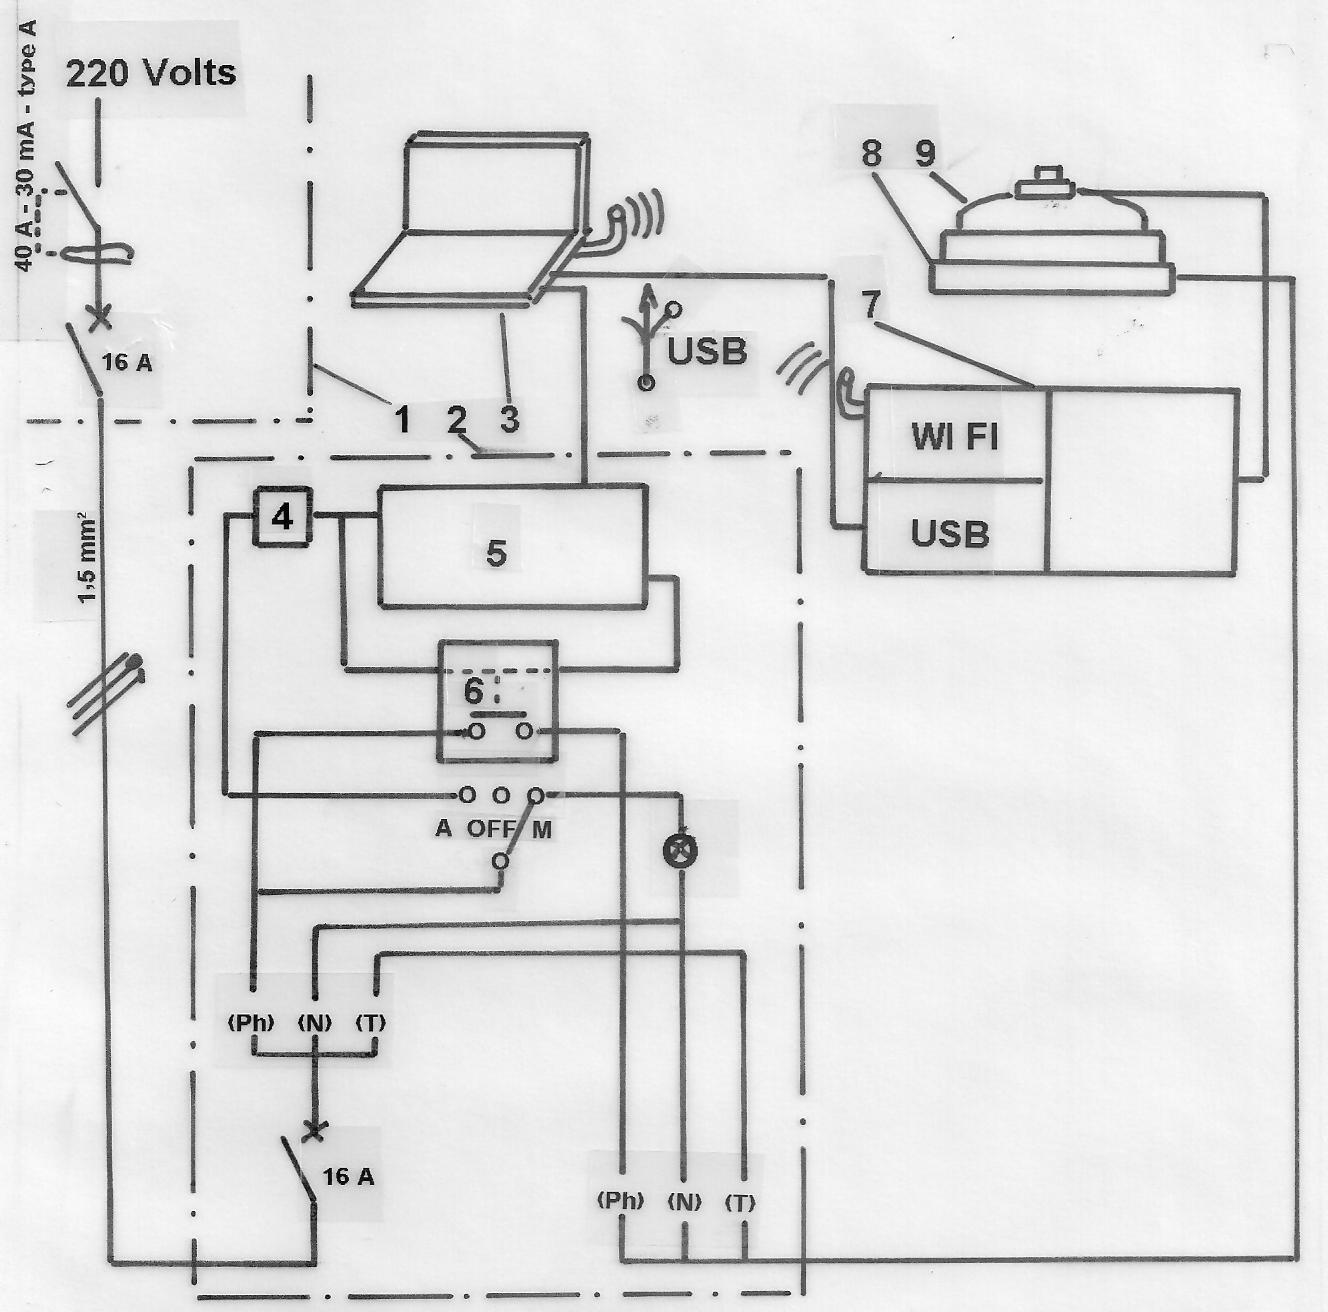 40 A - 30 mA - type A
220 Volts
16 A
1,5 mm²
1 2 3
USB
8 9
7
WI FI
USB
4
5
6
A OFF M
(Ph) (N) (T)
16 A
(Ph) (N) (T)